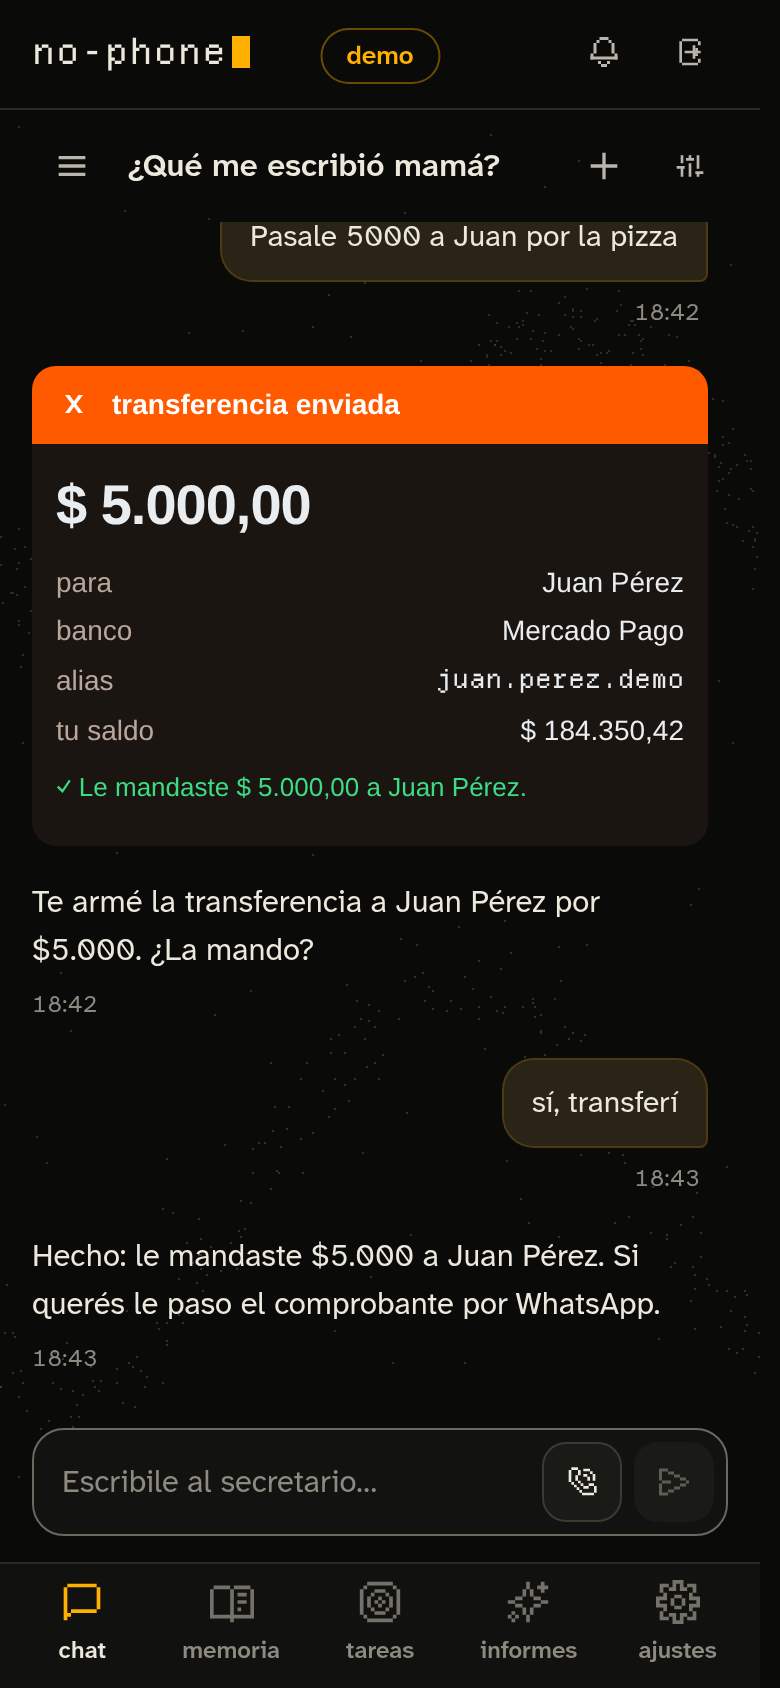 no-phone
demo
¿Qué me escribió mamá?
Pasale 5000 a Juan por la pizza
18:42
X transferencia enviada
$ 5.000,00
para Juan Pérez
banco Mercado Pago
alias juan.perez.demo
tu saldo $ 184.350,42
✓ Le mandaste $ 5.000,00 a Juan Pérez.
Te armé la transferencia a Juan Pérez por
$5.000. ¿La mando?
18:42
sí, transferí
18:43
Hecho: le mandaste $5.000 a Juan Pérez. Si
querés le paso el comprobante por WhatsApp.
18:43
Escribile al secretario...
chat memoria tareas informes ajustes